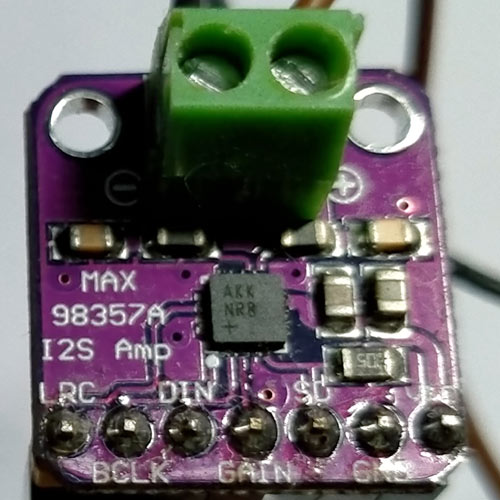 MAX
98357A
I2S Amp
AKK
NR8
+
LRC
DIN
SD
BCLK
GAIN
GND